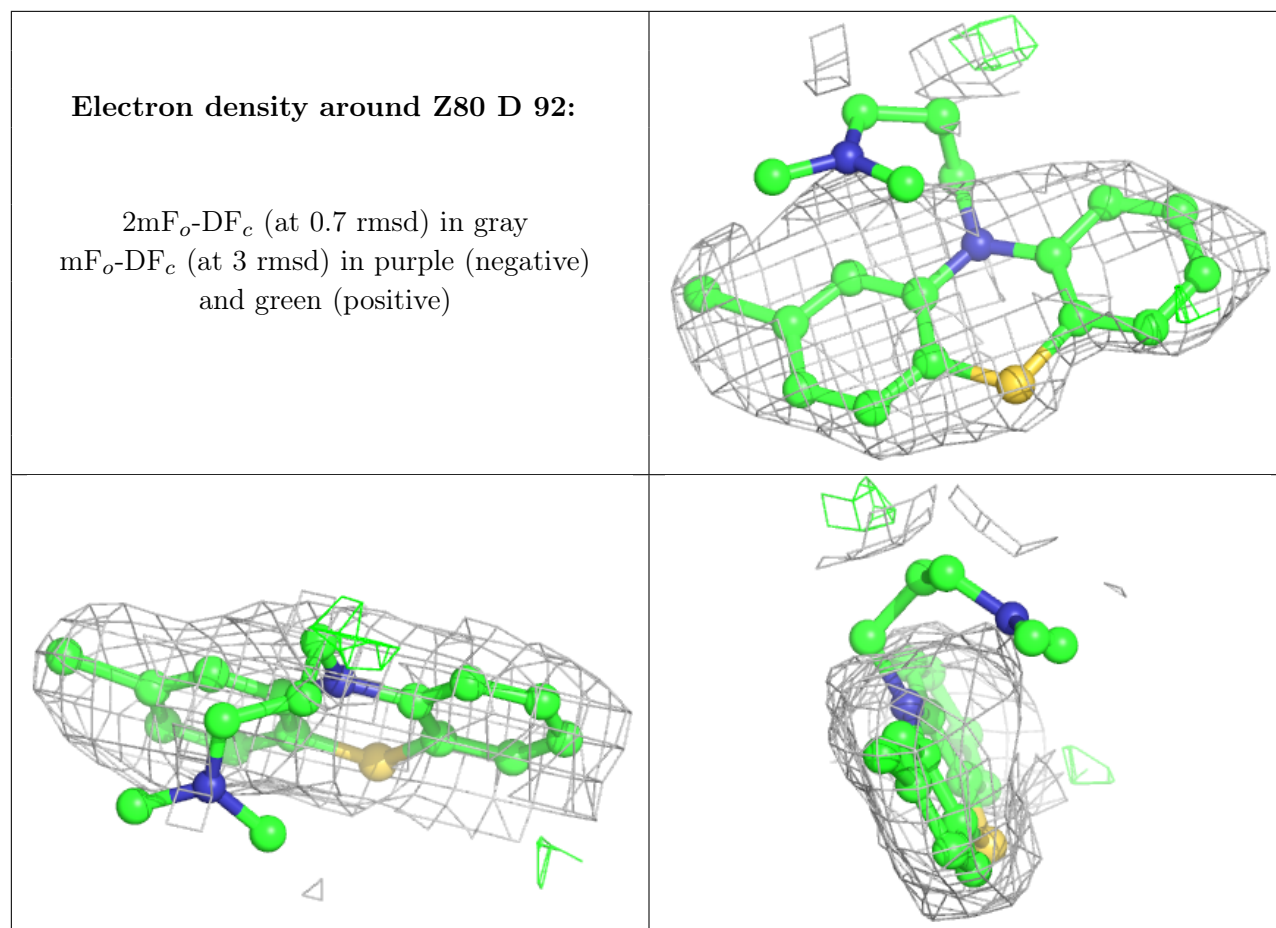 Electron density around Z80 D 92:
2mFo-DFc (at 0.7 rmsd) in gray
mFo-DFc (at 3 rmsd) in purple (negative)
and green (positive)